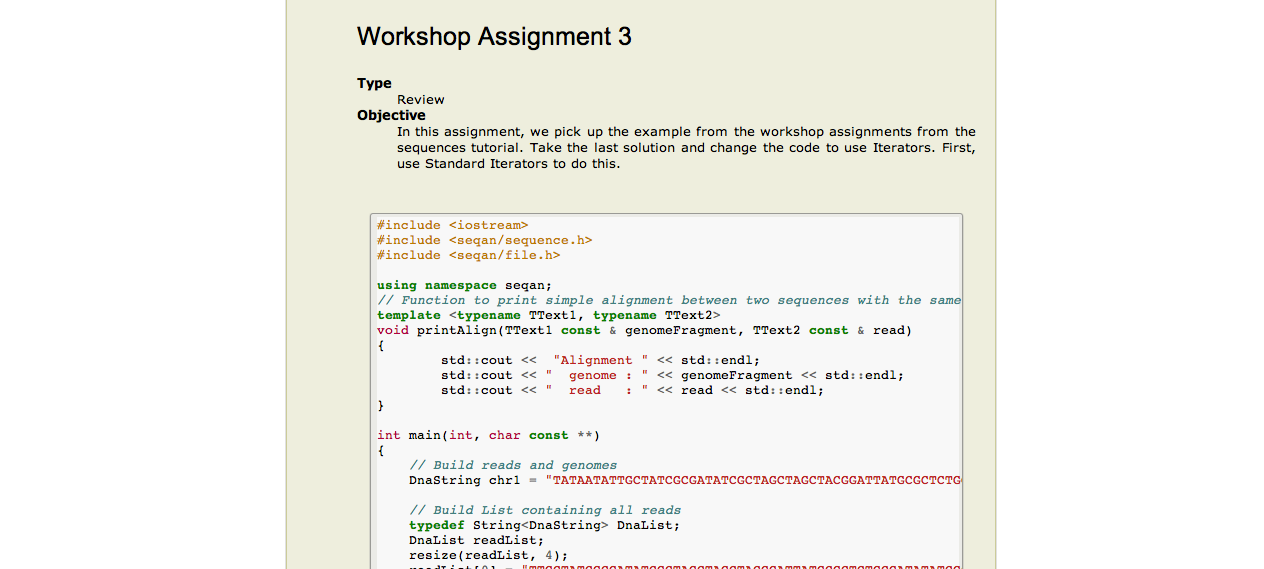 Workshop Assignment 3
Type
Review
Objective
In this assignment, we pick up the example from the workshop assignments from the
sequences tutorial. Take the last solution and change the code to use Iterators. First,
use Standard Iterators to do this.
#include <iostream>
#include <seqan/sequence.h>
#include <seqan/file.h>
using namespace seqan;
// Function to print simple alignment between two sequences with the same
template <typename TText1, typename TText2>
void printAlign(TText1 const & genomeFragment, TText2 const & read)
{
std::cout <<  "Alignment " << std::endl;
std::cout << "  genome : " << genomeFragment << std::endl;
std::cout << "  read   : " << read << std::endl;
}
int main(int, char const **)
{
// Build reads and genomes
DnaString chr1 = "TATAATATTGCTATCGCGATATCGCTAGCTAGCTACGGATTATGCGCTCTG
// Build List containing all reads
typedef String<DnaString> DnaList;
DnaList readList;
resize(readList, 4);